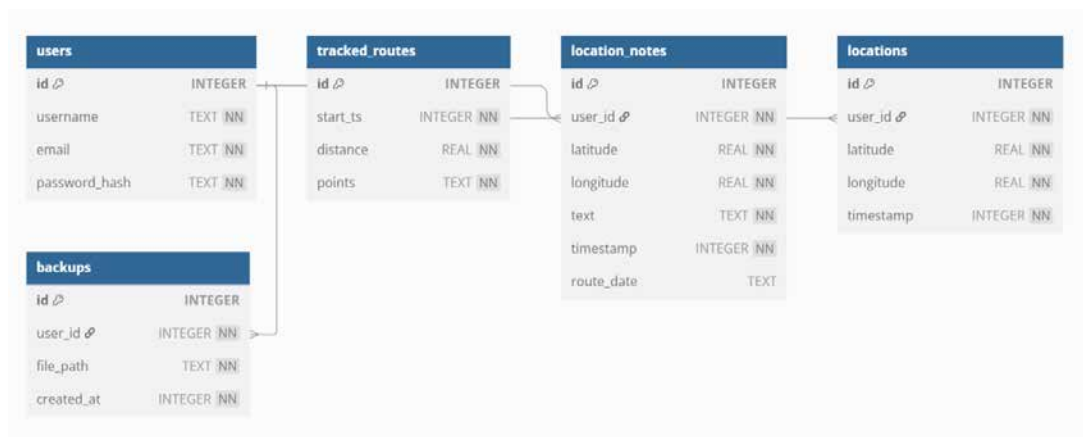 users
id INTEGER
username TEXT NN
email TEXT NN
password_hash TEXT NN
tracked_routes
id INTEGER
start_ts INTEGER NN
distance REAL NN
points TEXT NN
location_notes
id INTEGER
user_id INTEGER NN
latitude REAL NN
longitude REAL NN
text TEXT NN
timestamp INTEGER NN
route_date TEXT
locations
id INTEGER
user_id INTEGER NN
latitude REAL NN
longitude REAL NN
timestamp INTEGER NN
backups
id INTEGER
user_id INTEGER NN
file_path TEXT NN
created_at INTEGER NN